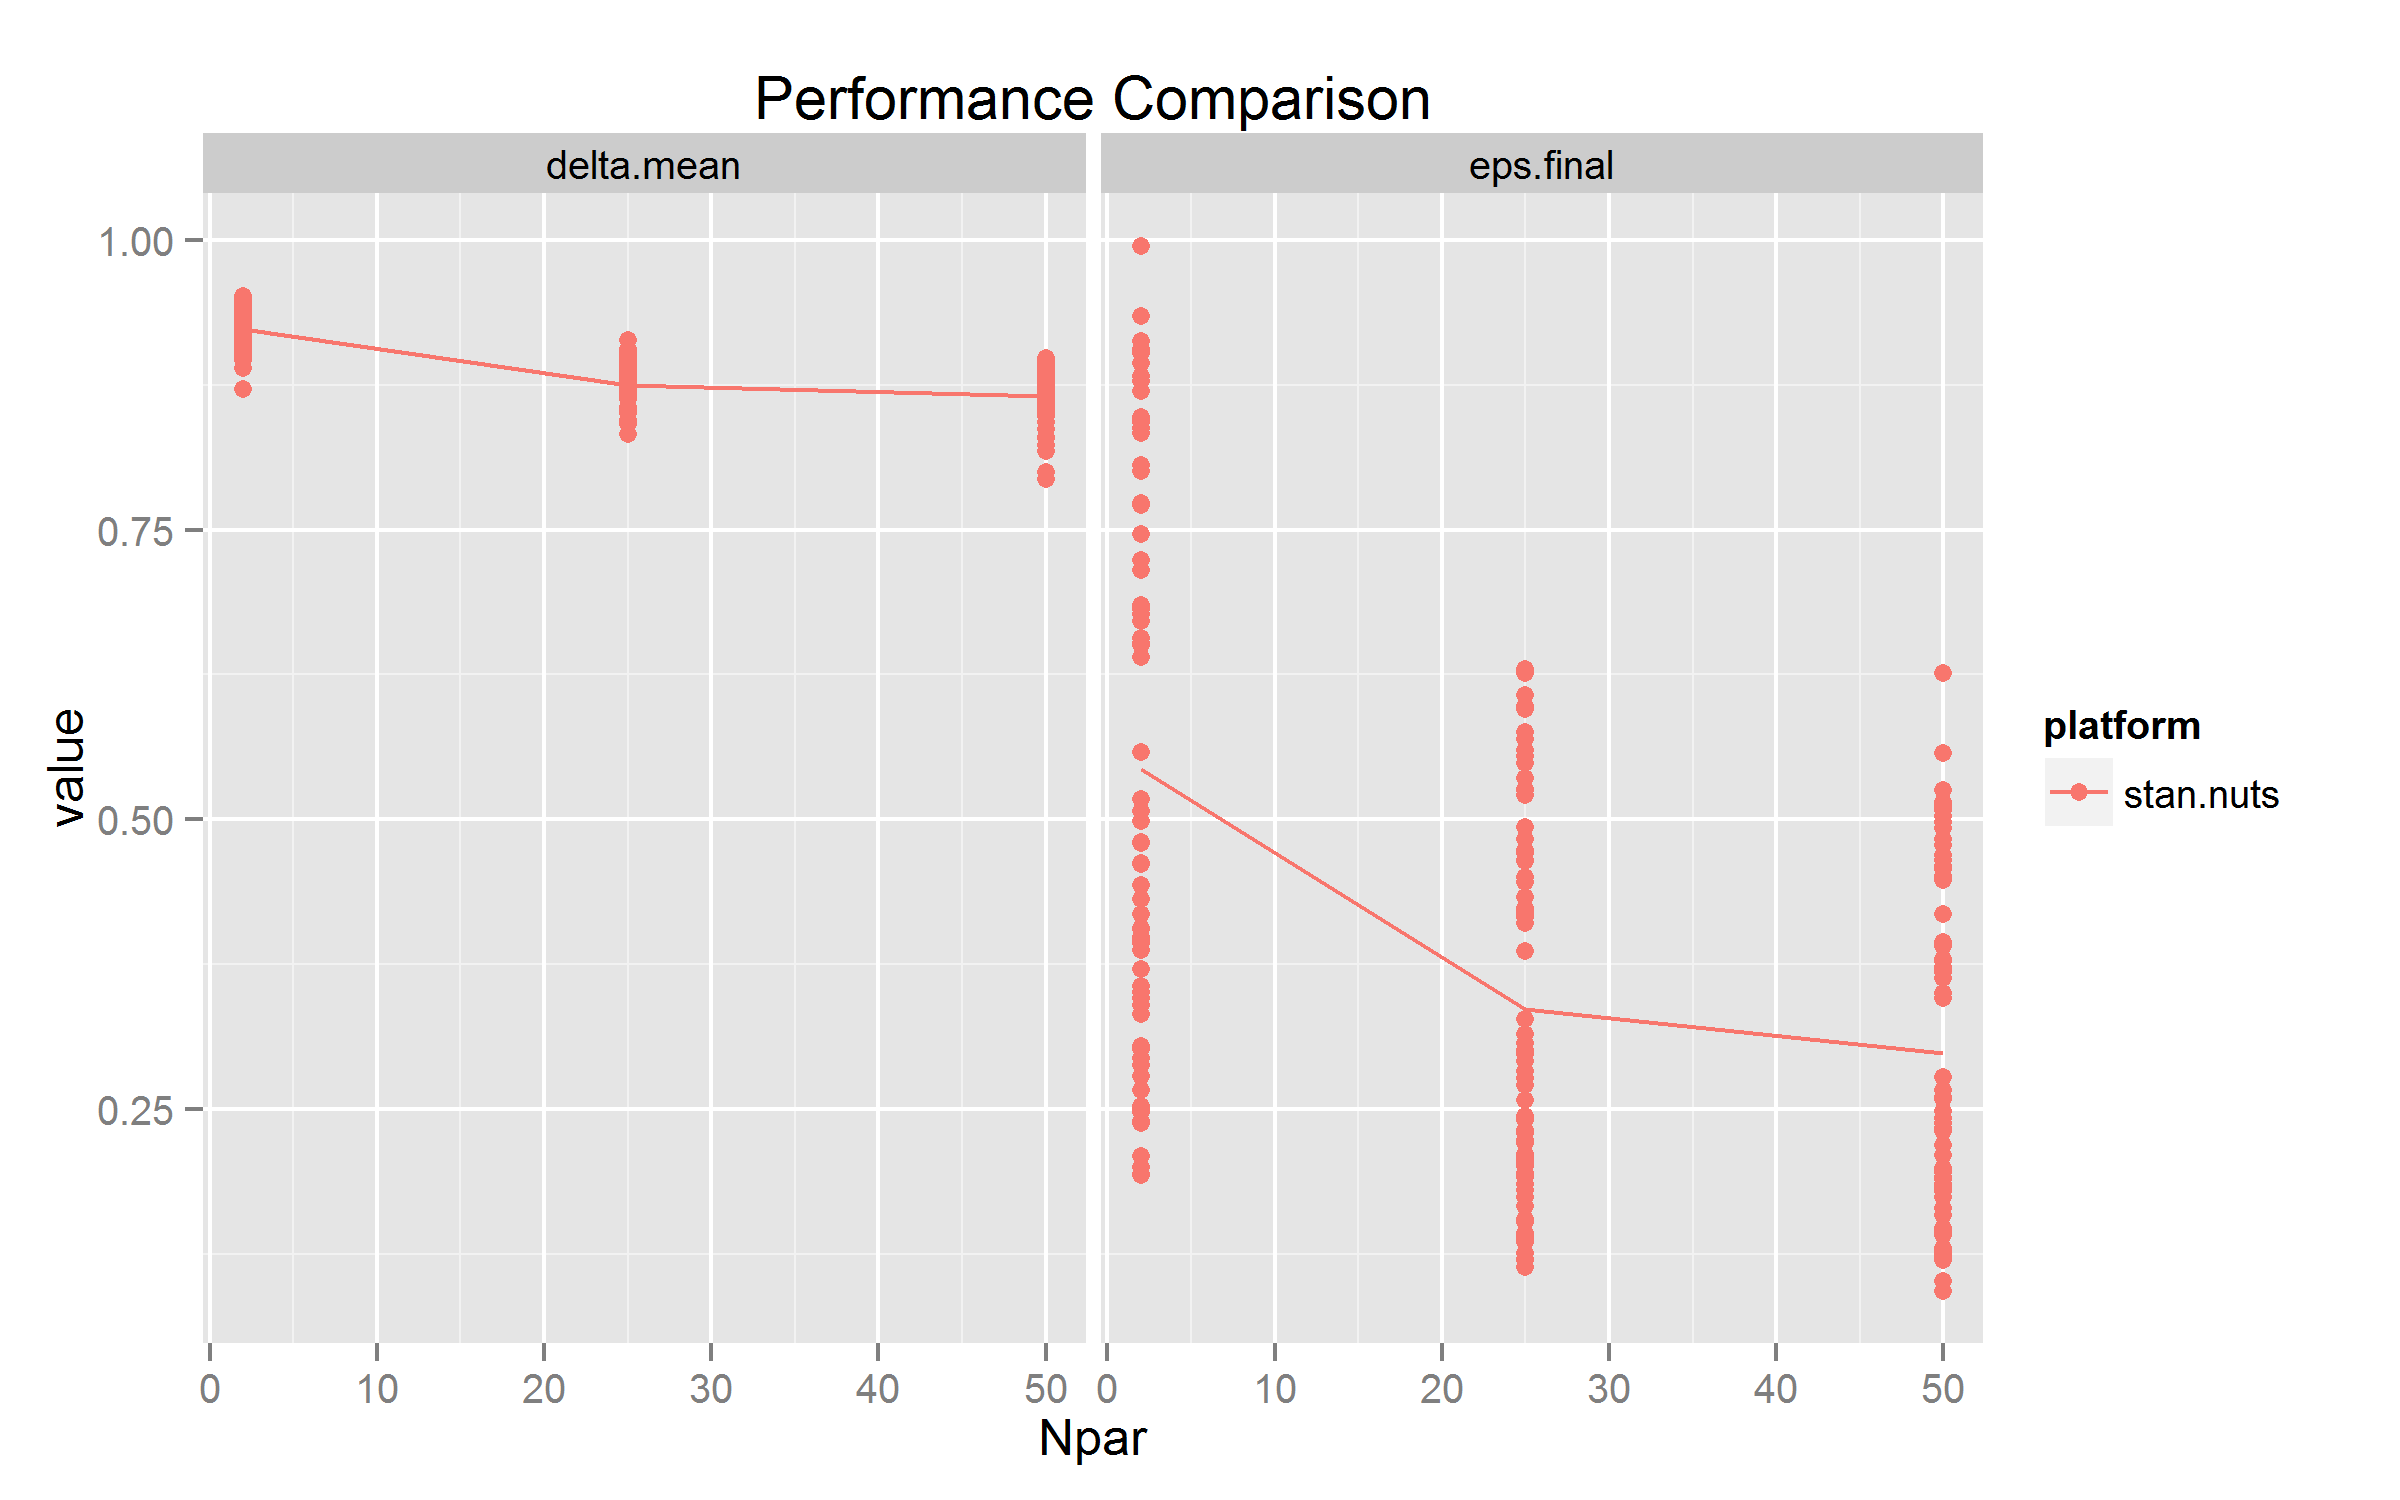 Performance Comparison
delta.mean
eps.final
1.00
0.75
0.50
0.25
value
0 10 20 30 40 50
0 10 20 30 40 50
Npar
platform
stan.nuts